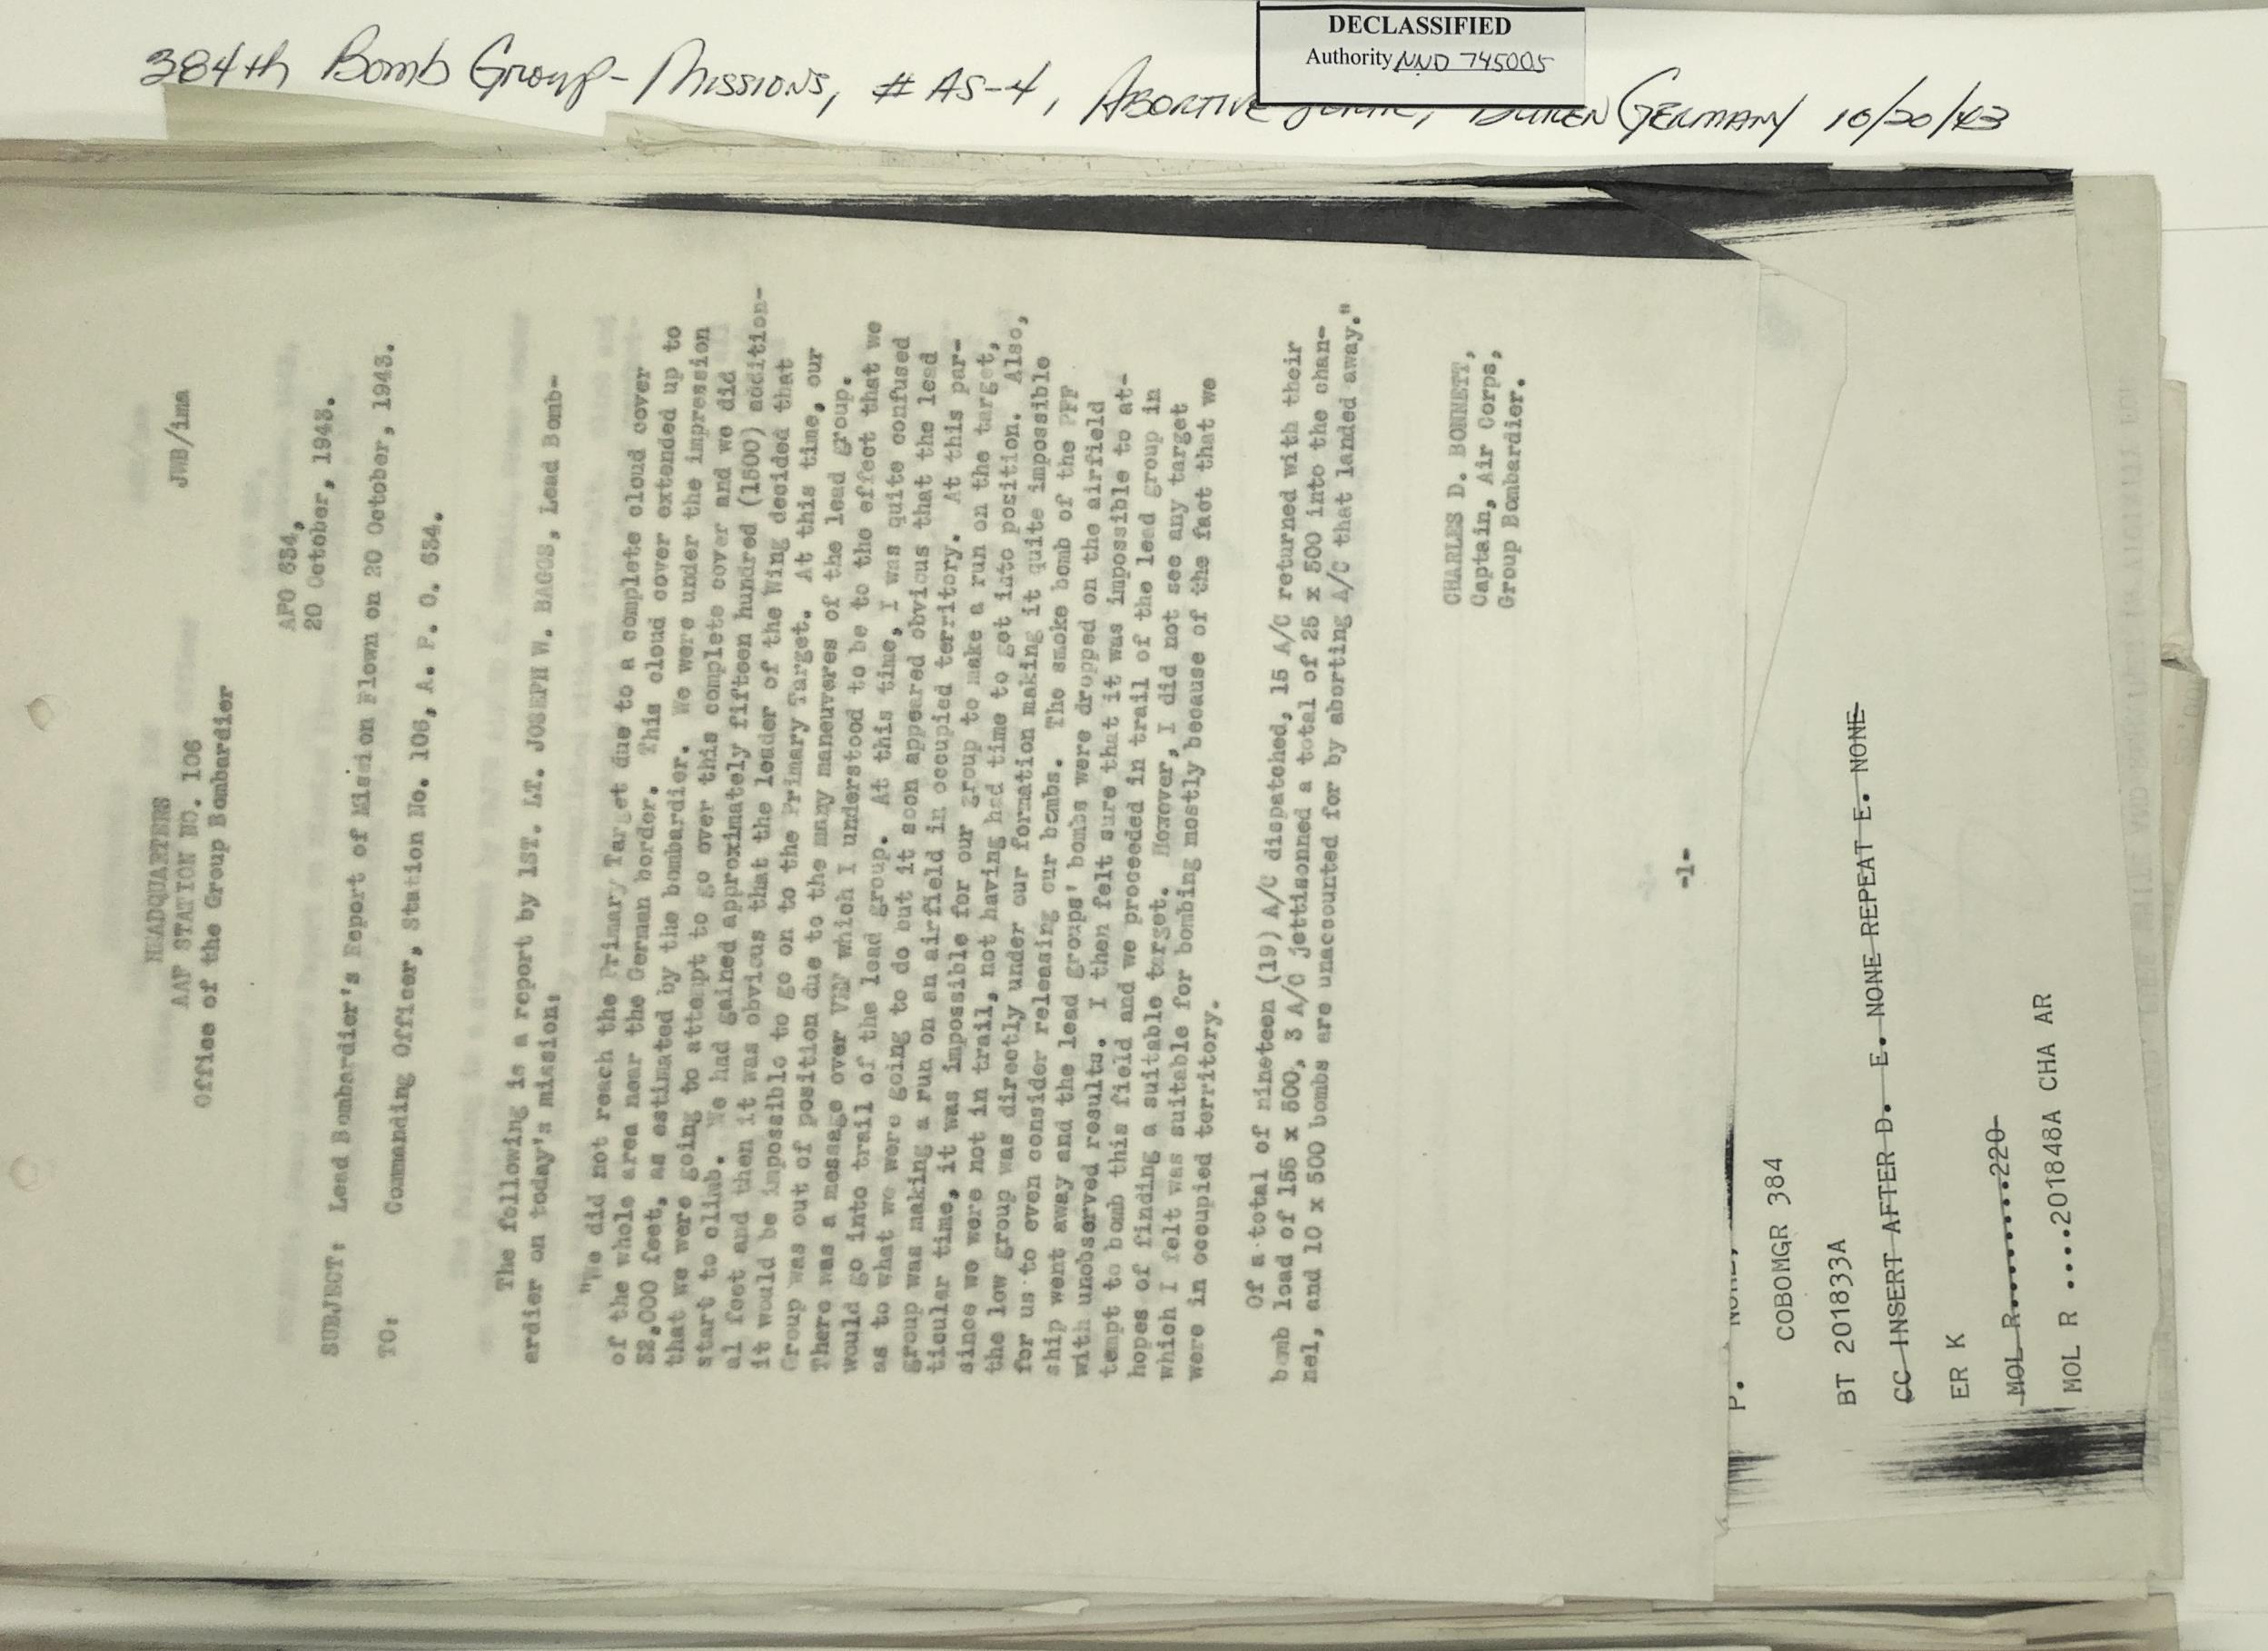 DECLASSIFIED
Authority NND 745005
384th Bomb Group - Missions, # AS-4, Abortive Germany 10/20/43
HEADQUARTERS
AAF STATION NO. 106
Office of the Group Bombardier
JWB/ima
APO 634,
20 October, 1943.
SUBJECT: Lead Bombardier's Report of Mission Flown on 20 October, 1943.
TO: Commanding Officer, Station No. 106, A. P. O. 634.
The following is a report by 1ST. LT. JOSEPH W. BAGGS, Lead Bomb-
ardier on today's mission:
"We did not reach the Primary Target due to a complete cloud cover
of the whole area near the German border. This cloud cover extended up to
32,000 feet, as estimated by the bombardier. We were under the impression
that we were going to attempt to go over this complete cover and we did
start to climb. We had gained approximately fifteen hundred (1500) addition-
al feet and then it was obvious that the leader of the Wing decided that
it would be impossible to go on to the Primary Target. At this time, our
Group was out of position due to the many maneuveres of the lead group.
There was a message over VHF which I understood to be to the effect that we
would go into trail of the lead group. At this time, I was quite confused
as to what we were going to do but it soon appeared obvious that the lead
group was making a run on an airfield in occupied territory. At this par-
ticular time, it was impossible for our group to make a run on the target,
since we were not in trail, not having had time to get into position. Also,
the low group was directly under our formation making it quite impossible
for us to even consider releasing our bombs. The smoke bomb of the PFF
ship went away and the lead groups' bombs were dropped on the airfield
with unobserved results. I then felt sure that it was impossible to at-
tempt to bomb this field and we proceeded in trail of the lead group in
hopes of finding a suitable target. However, I did not see any target
which I felt was suitable for bombing mostly because of the fact that we
were in occupied territory.
Of a total of nineteen (19) A/C dispatched, 15 A/C returned with their
bomb load of 155 x 500, 3 A/C jettisonned a total of 25 x 500 into the chan-
nel, and 10 x 500 bombs are unaccounted for by aborting A/C that landed away."
CHARLES D. BONNETT,
Captain, Air Corps,
Group Bombardier.
-1-
P.
COBOMGR 384
BT 201833A
CC INSERT AFTER D. E. NONE REPEAT E. NONE
ER K
MOL R.......220
MOL R ....201848A CHA AR